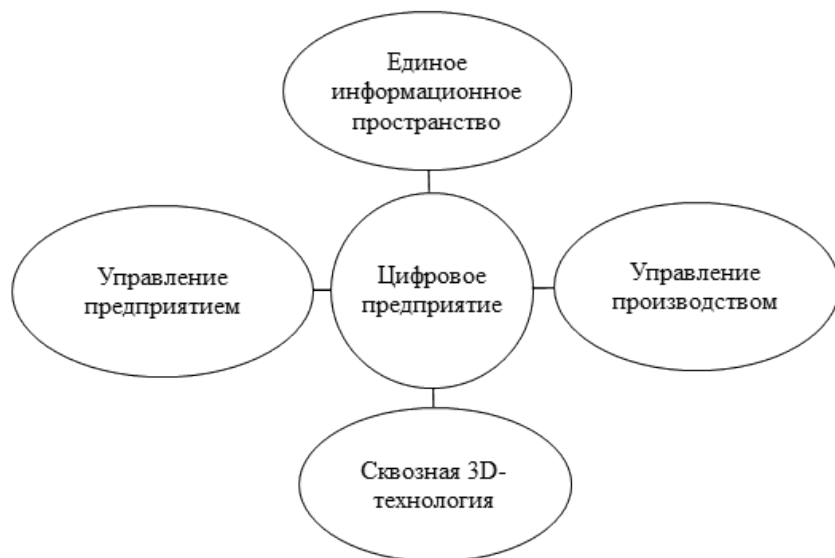 Единое
информационное
пространство
Управление
предприятием
Цифровое
предприятие
Управление
производством
Сквозная 3D-
технология